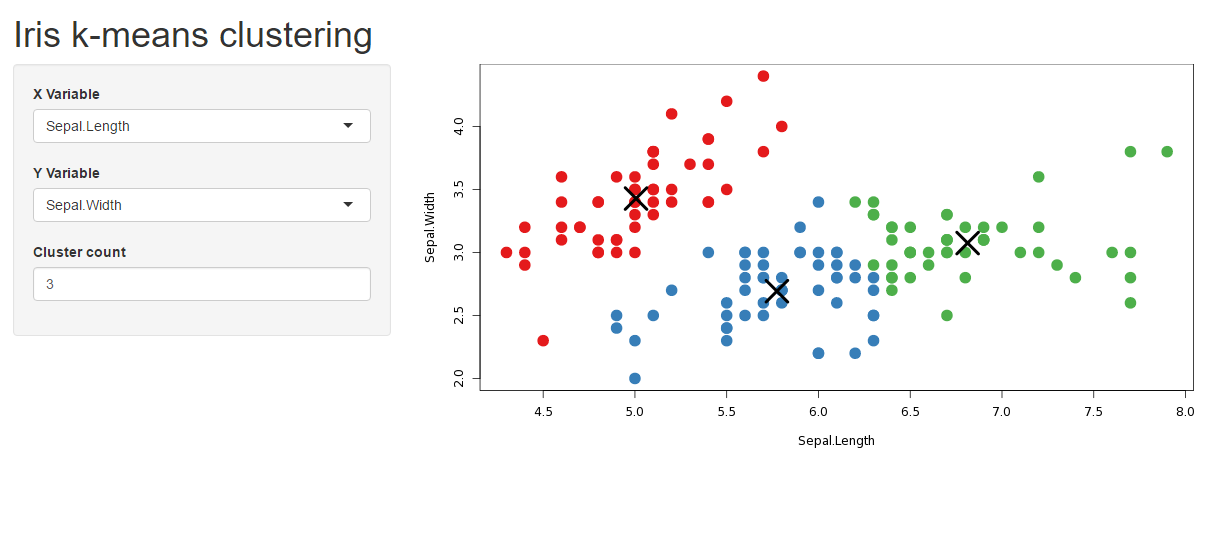 Iris k-means clustering
X Variable
Sepal.Length
Y Variable
Sepal.Width
Cluster count
3
Sepal.Width
4.0
3.5
3.0
2.5
2.0
4.5 5.0 5.5 6.0 6.5 7.0 7.5 8.0
Sepal.Length